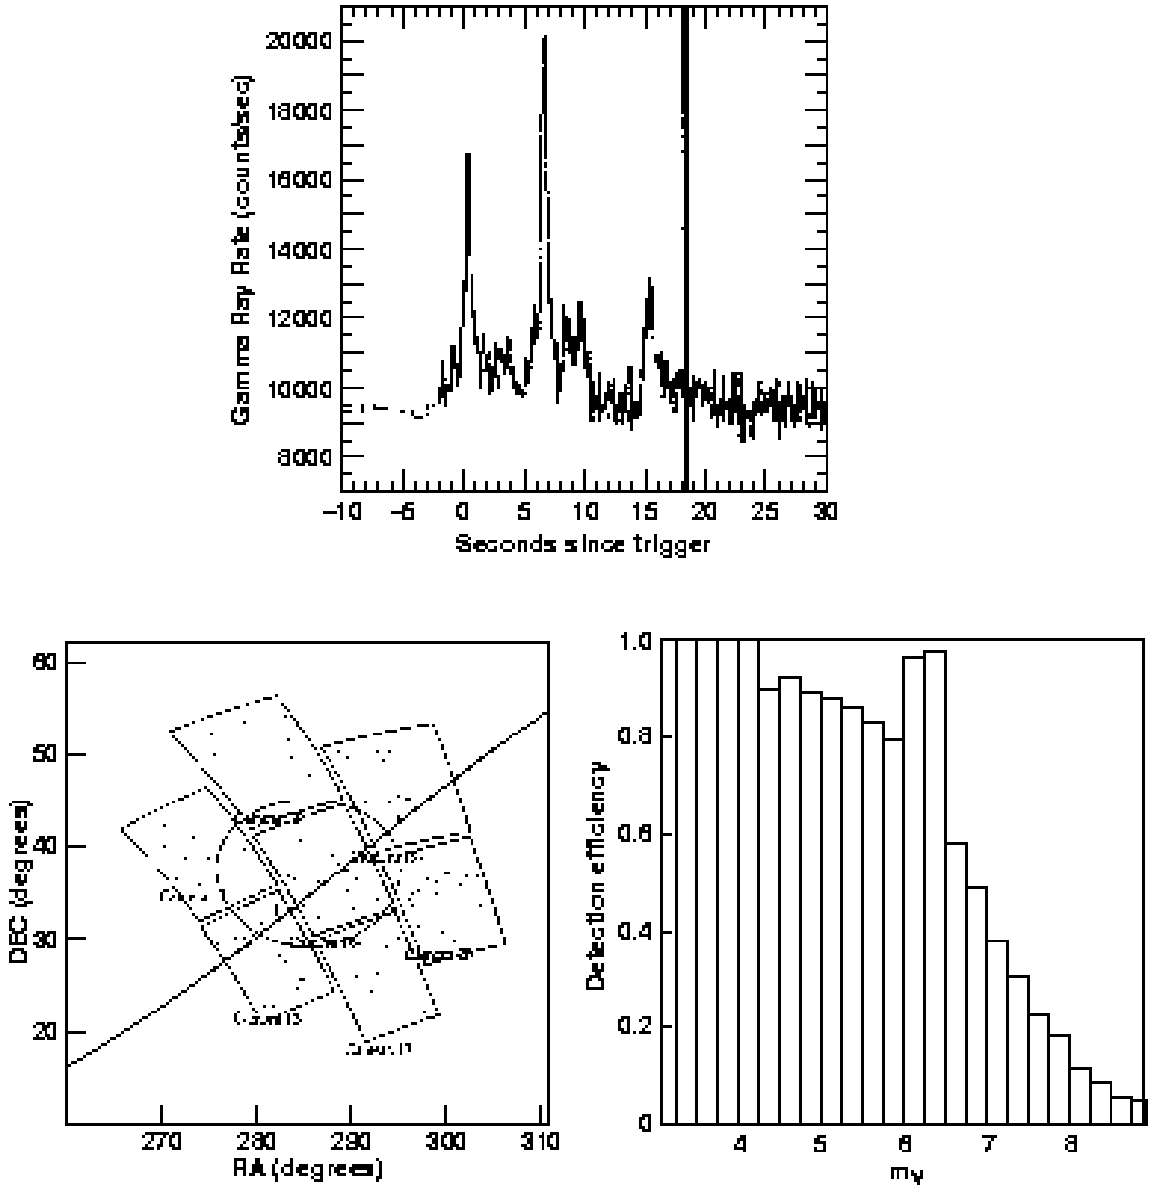 20000
18000
16000
14000
12000
10000
8000
Gamma Ray Rate (counts/sec)
-10 -5 0 5 10 15 20 25 30
Seconds since trigger
60
50
40
30
20
DEC (degrees)
270 280 290 300 310
RA (degrees)
1.0
0.8
0.6
0.4
0.2
0
Detection efficiency
4 5 6 7 8
mv